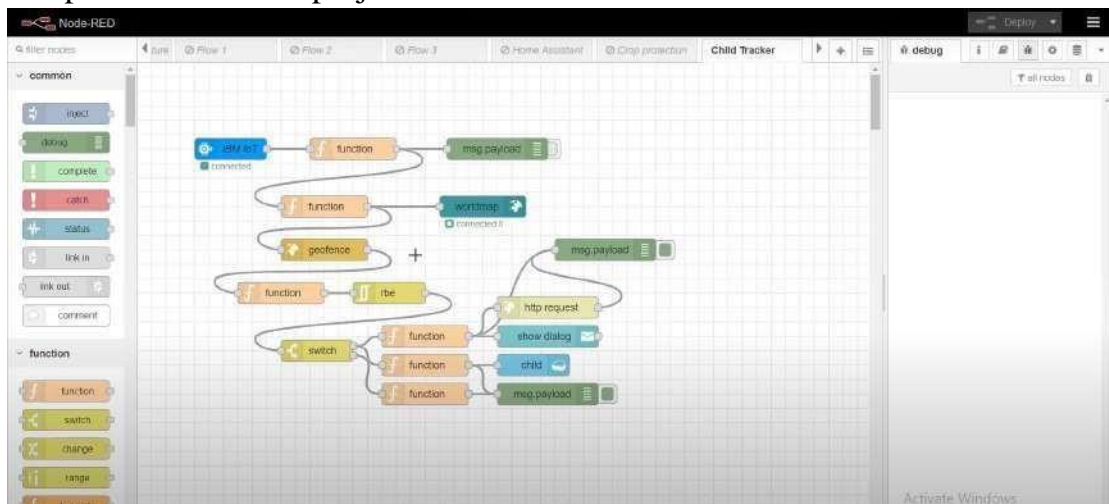 Node-RED
Deploy
filter nodes
Flow 1
Flow 2
Flow 3
Home Assistant
Crop protection
Child Tracker
debug
i
all nodes
common
inject
debug
complete
catch
status
link in
link out
comment
function
function
switch
change
range
IBM IoT
connected
function
msg.payload
function
worldmap
geofence
msg.payload
function
rbe
http request
switch
function
show dialog
function
child
function
msg.payload
Activate Windows